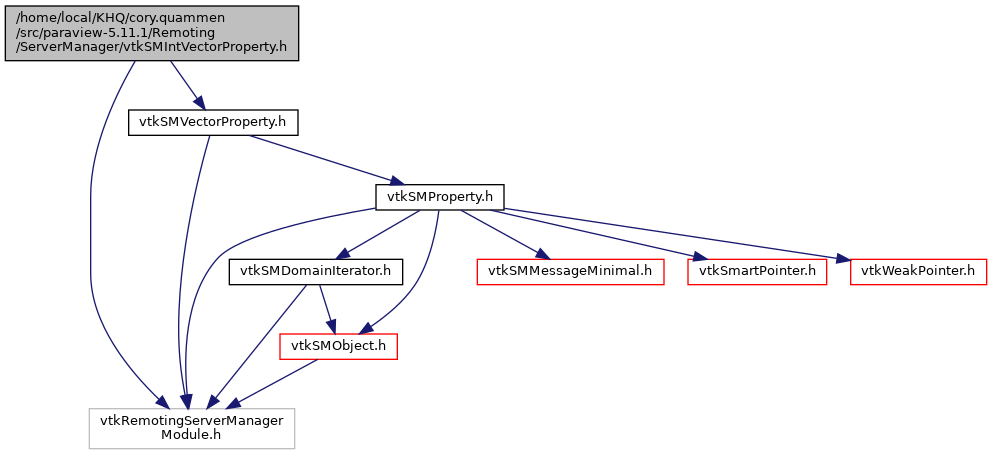 /home/local/KHQ/cory.quammen
/src/paraview-5.11.1/Remoting
/ServerManager/vtkSMIntVectorProperty.h
vtkSMVectorProperty.h
vtkSMProperty.h
vtkSMDomainIterator.h
vtkSMMessageMinimal.h
vtkSmartPointer.h
vtkWeakPointer.h
vtkSMObject.h
vtkRemotingServerManager
Module.h